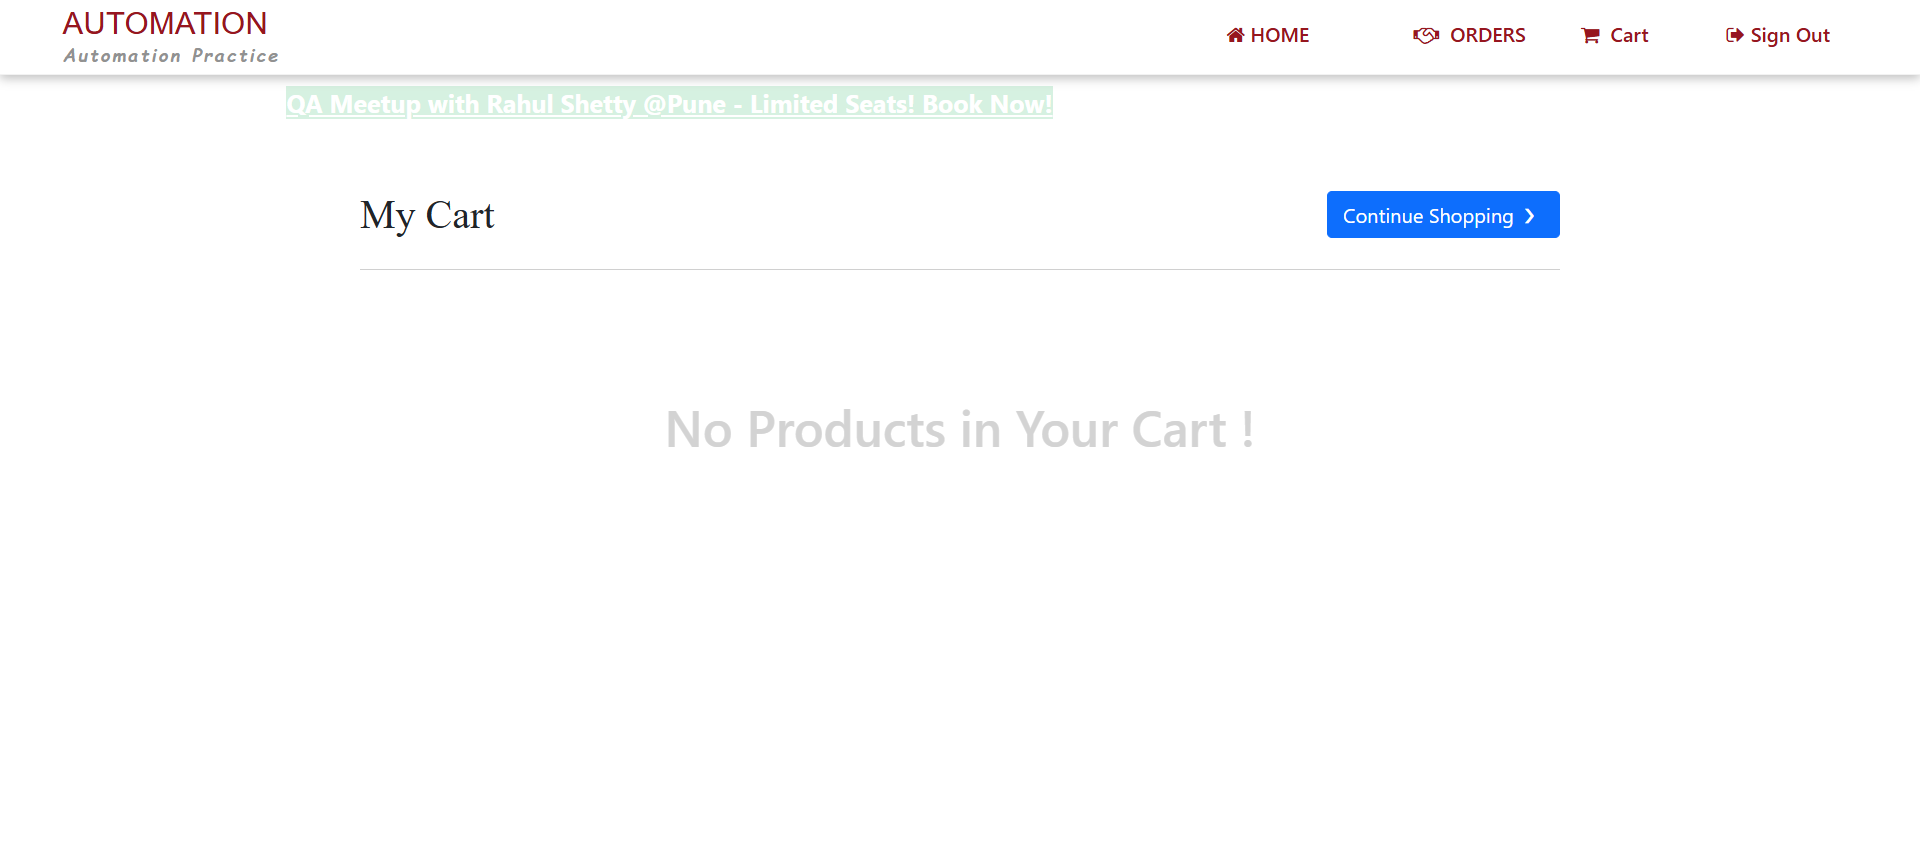 AUTOMATION
Automation Practice
HOME
ORDERS
Cart
Sign Out
QA Meetup with Rahul Shetty @Pune - Limited Seats! Book Now!
My Cart
Continue Shopping ❯
No Products in Your Cart !